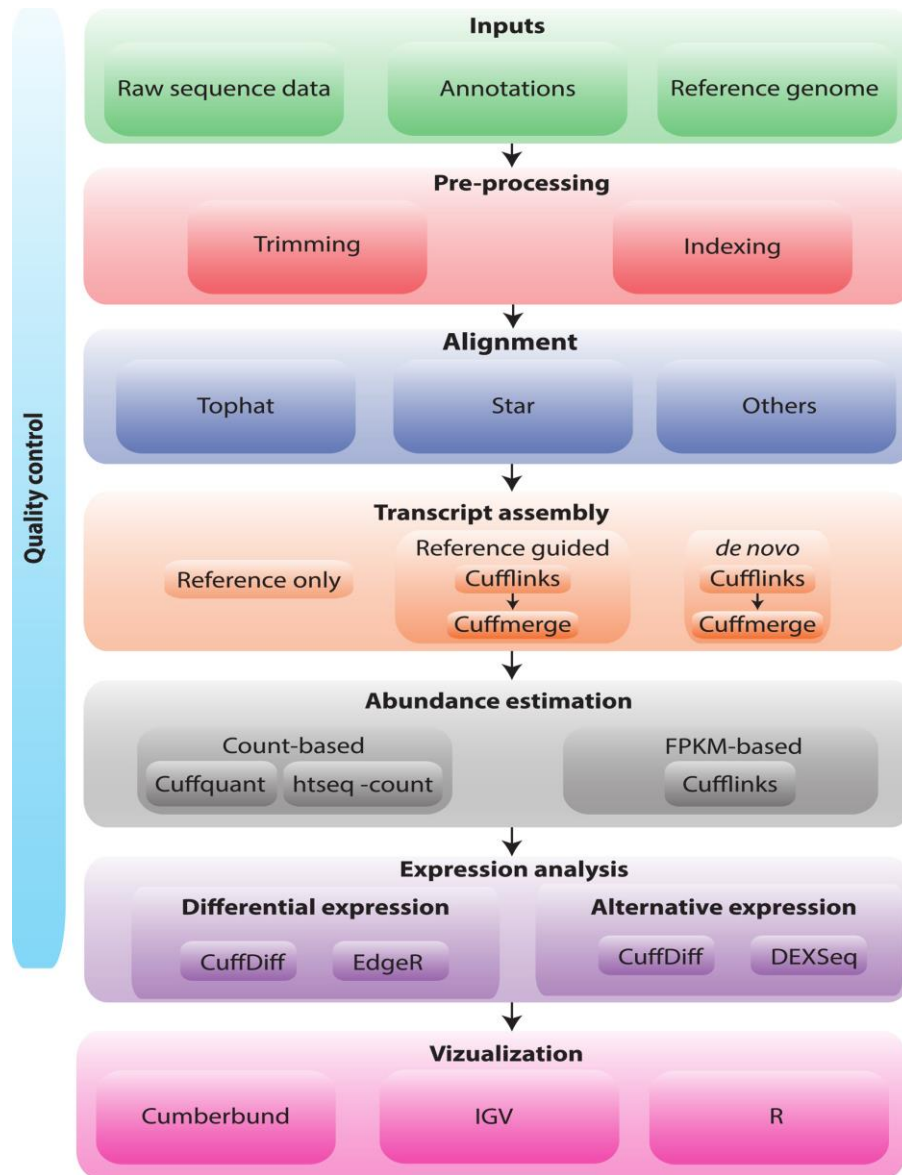 Quality control
Inputs
Raw sequence data
Annotations
Reference genome
Pre-processing
Trimming
Indexing
Alignment
Tophat
Star
Others
Transcript assembly
Reference only
Reference guided
Cufflinks
Cuffmerge
de novo
Cufflinks
Cuffmerge
Abundance estimation
Count-based
Cuffquant
htseq -count
FPKM-based
Cufflinks
Expression analysis
Differential expression
CuffDiff
EdgeR
Alternative expression
CuffDiff
DEXSeq
Vizualization
Cumberbund
IGV
R